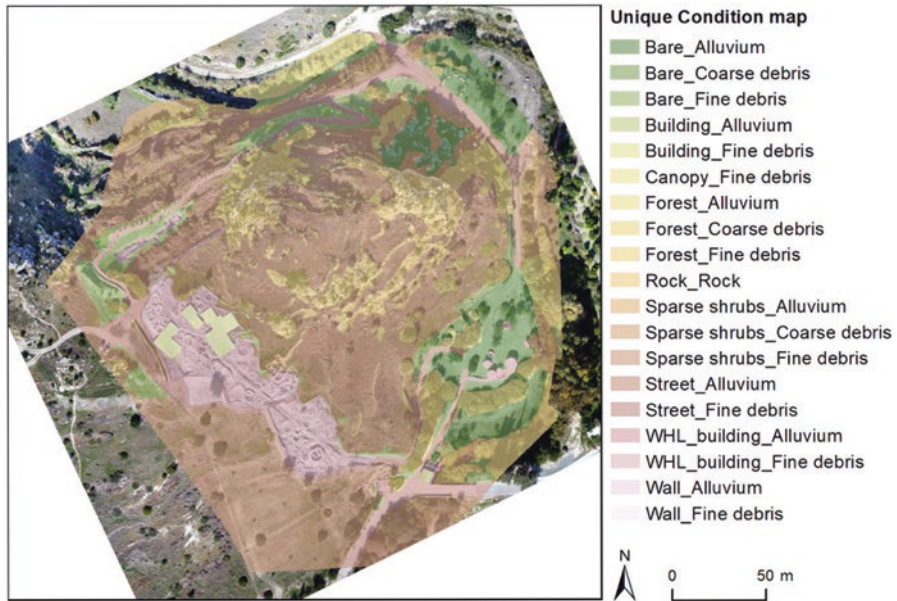 Unique Condition map
Bare_Alluvium
Bare_Coarse debris
Bare_Fine debris
Building_Alluvium
Building_Fine debris
Canopy_Fine debris
Forest_Alluvium
Forest_Coarse debris
Forest_Fine debris
Rock_Rock
Sparse shrubs_Alluvium
Sparse shrubs_Coarse debris
Sparse shrubs_Fine debris
Street_Alluvium
Street_Fine debris
WHL_building_Alluvium
WHL_building_Fine debris
Wall_Alluvium
Wall_Fine debris
N
0 50 m